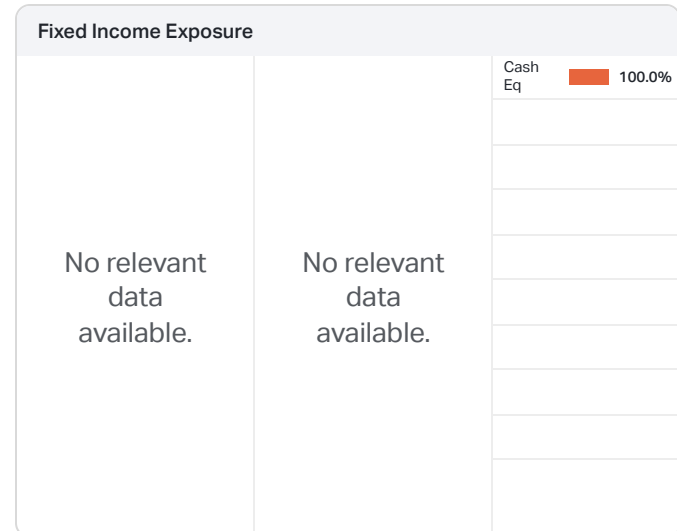 Fixed Income Exposure
No relevant
data
available.
No relevant
data
available.
Cash
Eq
100.0%